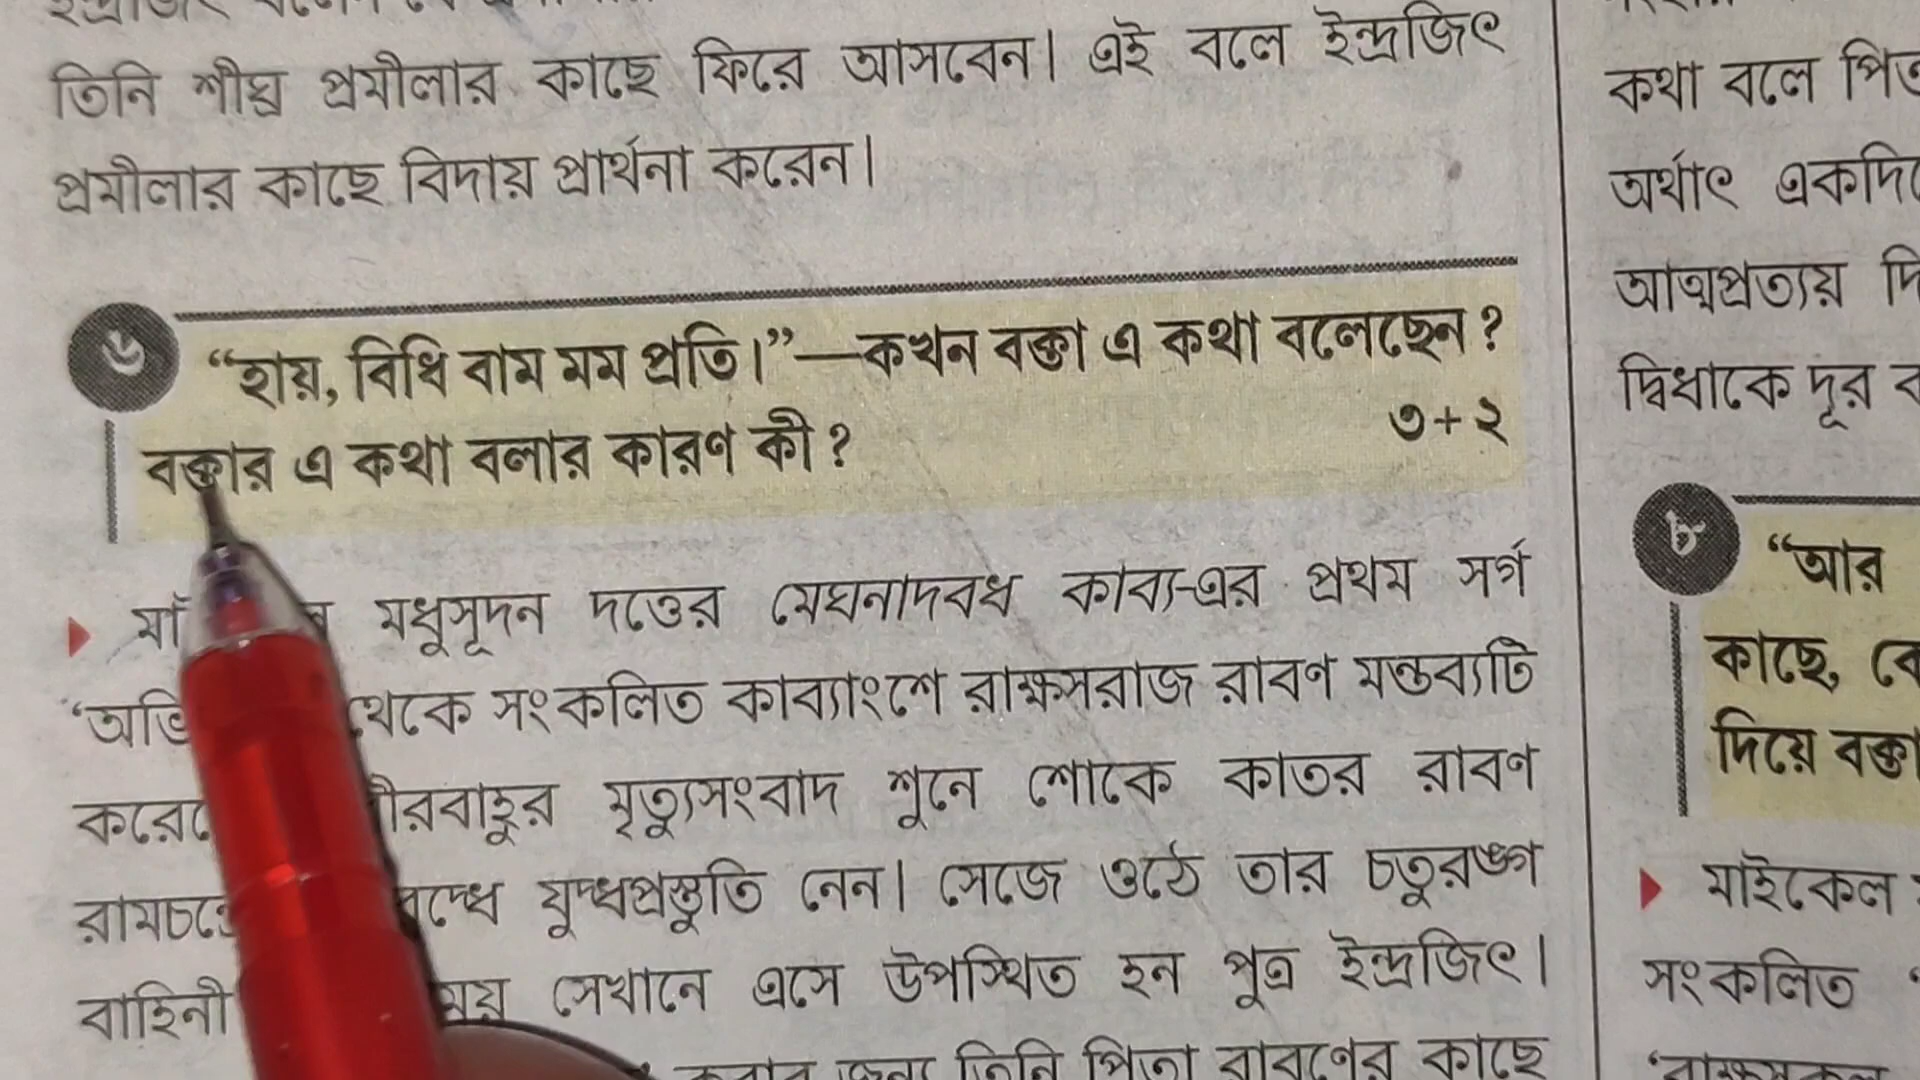 তিনি শীঘ্র প্রমীলার কাছে ফিরে আসবেন। এই বলে ইন্দ্রজিৎ
প্রমীলার কাছে বিদায় প্রার্থনা করেন।
৬ “হায়, বিধি বাম মম প্রতি।”—কখন বক্তা এ কথা বলেছেন?
বক্তার এ কথা বলার কারণ কী? ৩+২
মধুসূদন দত্তের মেঘনাদবধ কাব্য-এর প্রথম সর্গ
থেকে সংকলিত কাব্যাংশে রাক্ষসরাজ রাবণ মন্তব্যটি
মৃত্যুসংবাদ শুনে শোকে কাতর রাবণ
যুদ্ধপ্রস্তুতি নেন। সেজে ওঠে তার চতুরঙ্গ
বাহিনী সেখানে এসে উপস্থিত হন পুত্র ইন্দ্রজিৎ।
করার জন্য তিনি পিতা রাবণের কাছে
কথা বলে
অর্থাৎ
আত্মপ্রত্যয়
দ্বিধাকে দূর
৮ “আর
কাছে,
দিয়ে বক্তা
মাইকেল
সংকলিত